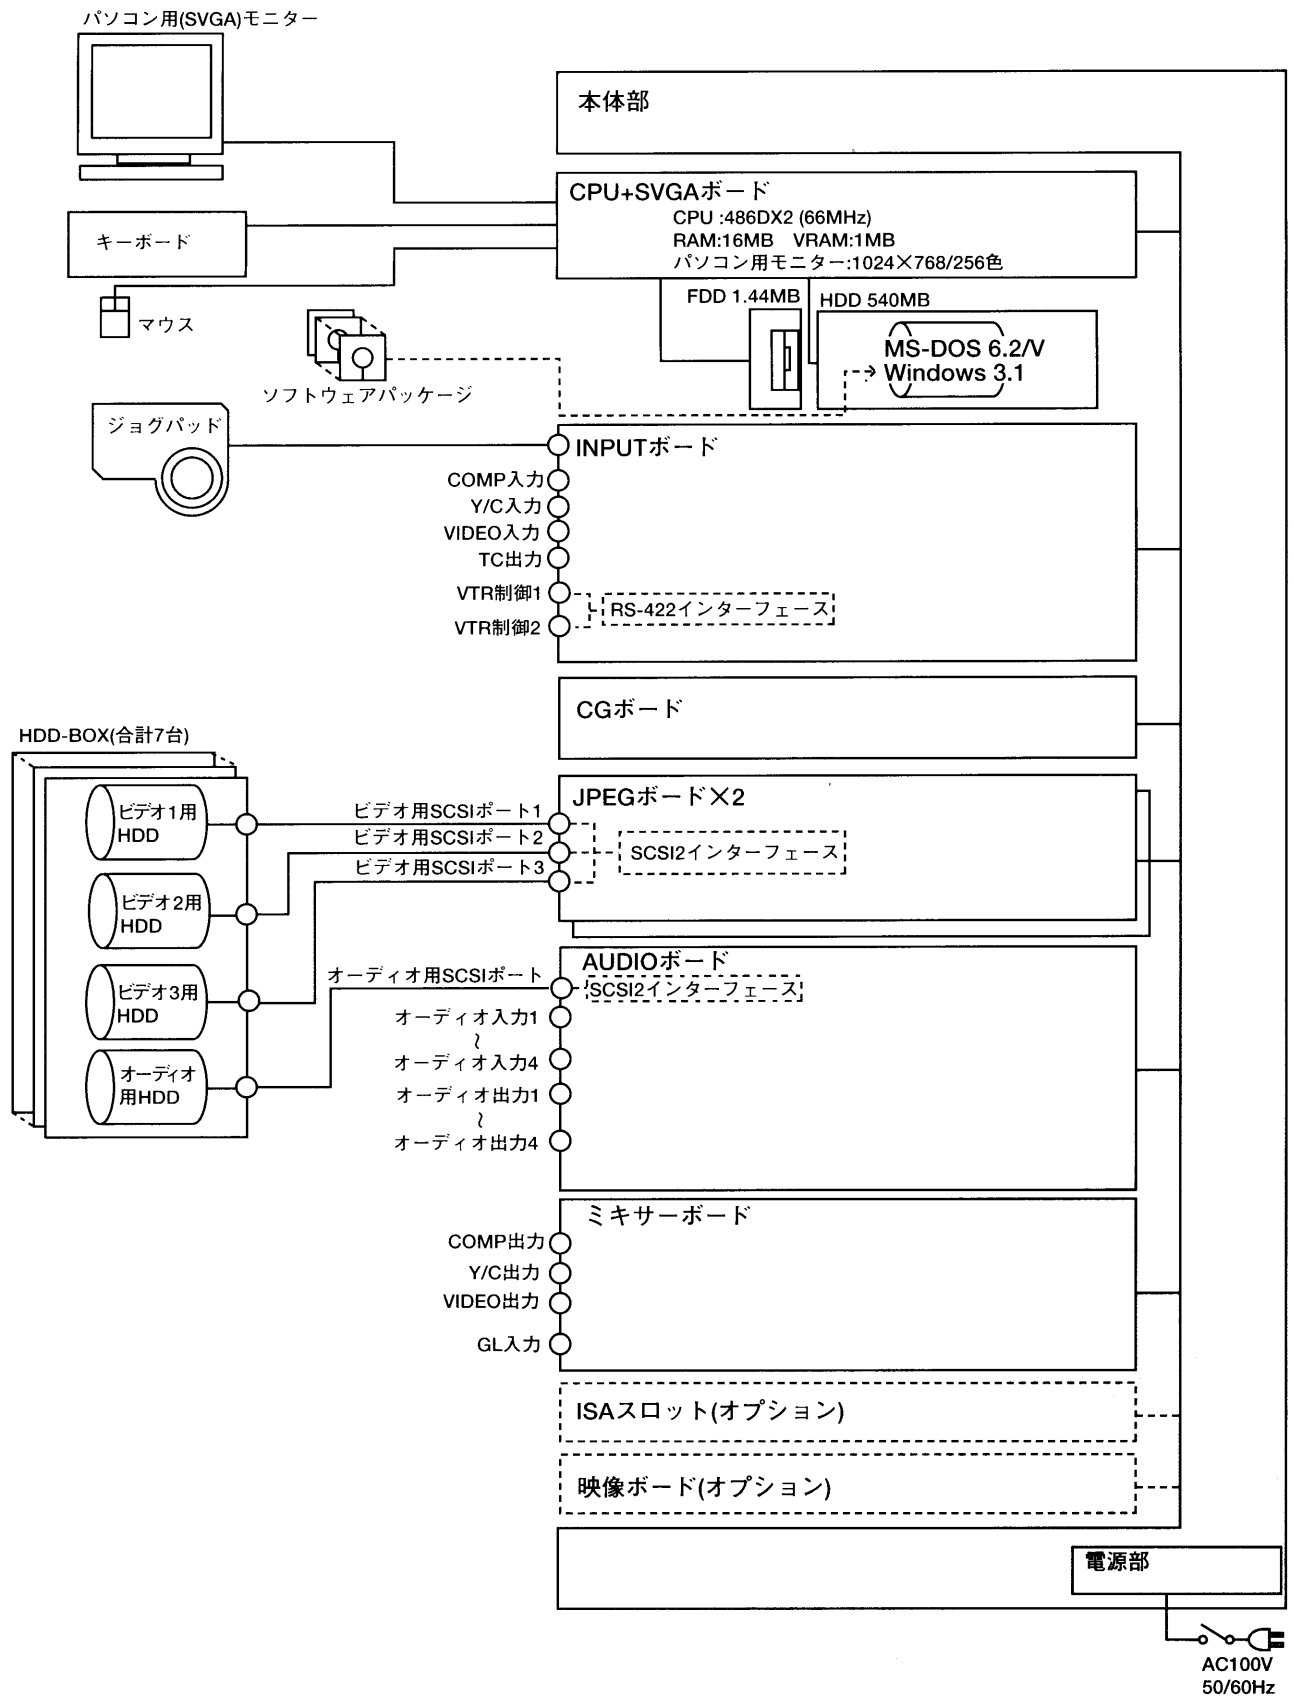 パソコン用(SVGA)モニター
本体部
CPU+SVGAボード
CPU :486DX2 (66MHz)
RAM:16MB VRAM:1MB
パソコン用モニター:1024×768/256色
キーボード
マウス
FDD 1.44MB
HDD 540MB
MS-DOS 6.2/V
Windows 3.1
ソフトウェアパッケージ
ジョグパッド
INPUTボード
COMP入力
Y/C入力
VIDEO入力
TC出力
VTR制御1
RS-422インターフェース
VTR制御2
CGボード
HDD-BOX(合計7台)
ビデオ1用
HDD
ビデオ2用
HDD
ビデオ3用
HDD
オーディオ
用HDD
JPEGボード×2
ビデオ用SCSIポート1
ビデオ用SCSIポート2
ビデオ用SCSIポート3
SCSI2インターフェース
AUDIOボード
オーディオ用SCSIポート
SCSI2インターフェース
オーディオ入力1
〜
オーディオ入力4
オーディオ出力1
〜
オーディオ出力4
ミキサーボード
COMP出力
Y/C出力
VIDEO出力
GL入力
ISAスロット(オプション)
映像ボード(オプション)
電源部
AC100V
50/60Hz